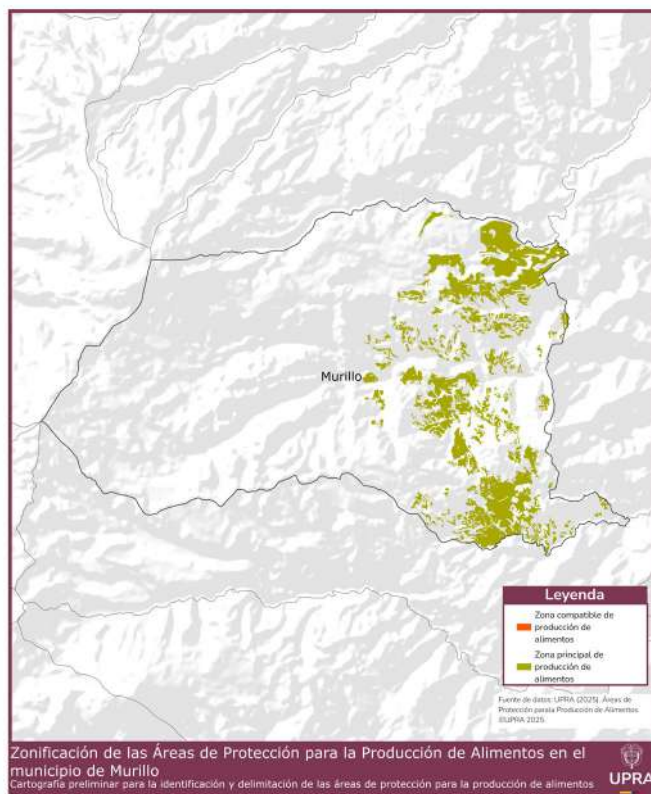 Murillo
Leyenda
Zona compatible de
producción de
alimentos
Zona principal de
producción de
alimentos
Fuente de datos: UPRA (2025). Áreas de
Protección para la Producción de Alimentos.
©UPRA 2025.
Zonificación de las Áreas de Protección para la Producción de Alimentos en el
municipio de Murillo
Cartografía preliminar para la identificación y delimitación de las áreas de protección para la producción de alimentos
UPRA